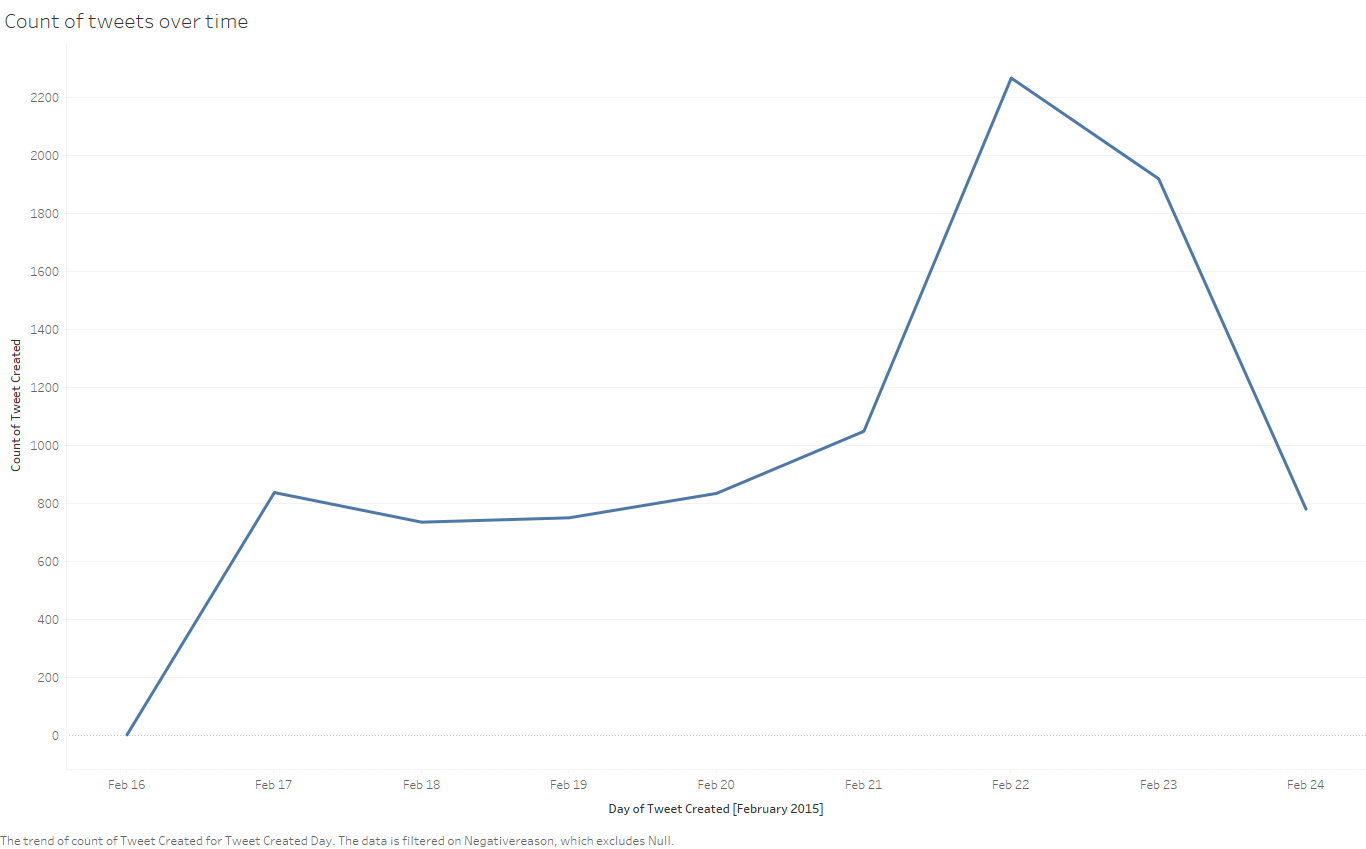 Count of tweets over time
2200
2000
1800
1600
1400
1200
1000
800
600
400
200
0
Count of Tweet Created
Feb 16 Feb 17 Feb 18 Feb 19 Feb 20 Feb 21 Feb 22 Feb 23 Feb 24
Day of Tweet Created [February 2015]
The trend of count of Tweet Created for Tweet Created Day. The data is filtered on Negativereason, which excludes Null.